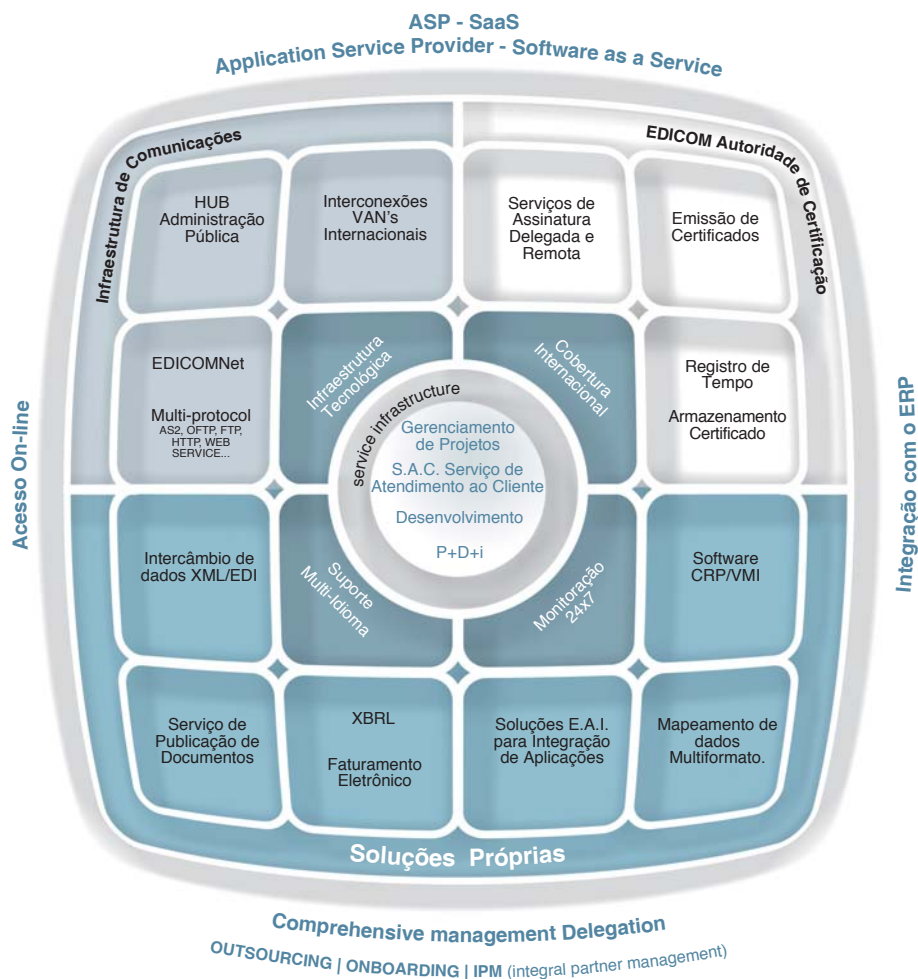 ASP - SaaS
Application Service Provider - Software as a Service
Infraestrutura de Comunicações
EDICOM Autoridade de Certificação
HUB
Administração
Pública
Interconexões
VAN's
Internacionais
Serviços de
Assinatura
Delegada e
Remota
Emissão de
Certificados
EDICOMNet
Multi-protocol
AS2, OFTP, FTP,
HTTP, WEB
SERVICE...
Infraestrutura
Tecnológica
Cobertura
Internacional
Registro de
Tempo
Armazenamento
Certificado
service infrastructure
Gerenciamento
de Projetos
S.A.C. Serviço de
Atendimento ao Cliente
Desenvolvimento
P+D+i
Acesso On-line
Integração com o ERP
Intercâmbio de
dados XML/EDI
Suporte
Multi-Idioma
Monitoração
24x7
Software
CRP/VMI
Serviço de
Publicação de
Documentos
XBRL
Faturamento
Eletrônico
Soluções E.A.I.
para Integração
de Aplicações
Mapeamento de
dados
Multiformato.
Soluções Próprias
Comprehensive management Delegation
OUTSOURCING | ONBOARDING | IPM (integral partner management)